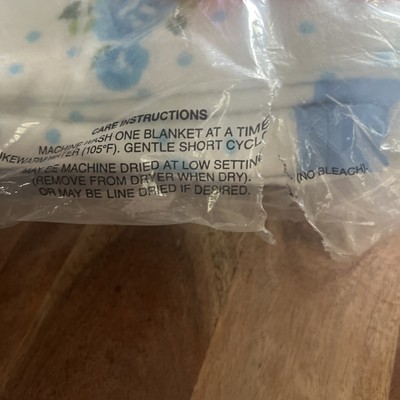 CARE INSTRUCTIONS
MACHINE WASH ONE BLANKET AT A TIME
WATER (105°F). GENTLE SHORT CYCLE (NO BLEACH).
MAY BE MACHINE DRIED AT LOW SETTING
(REMOVE FROM DRYER WHEN DRY).
OR MAY BE LINE DRIED IF DESIRED.